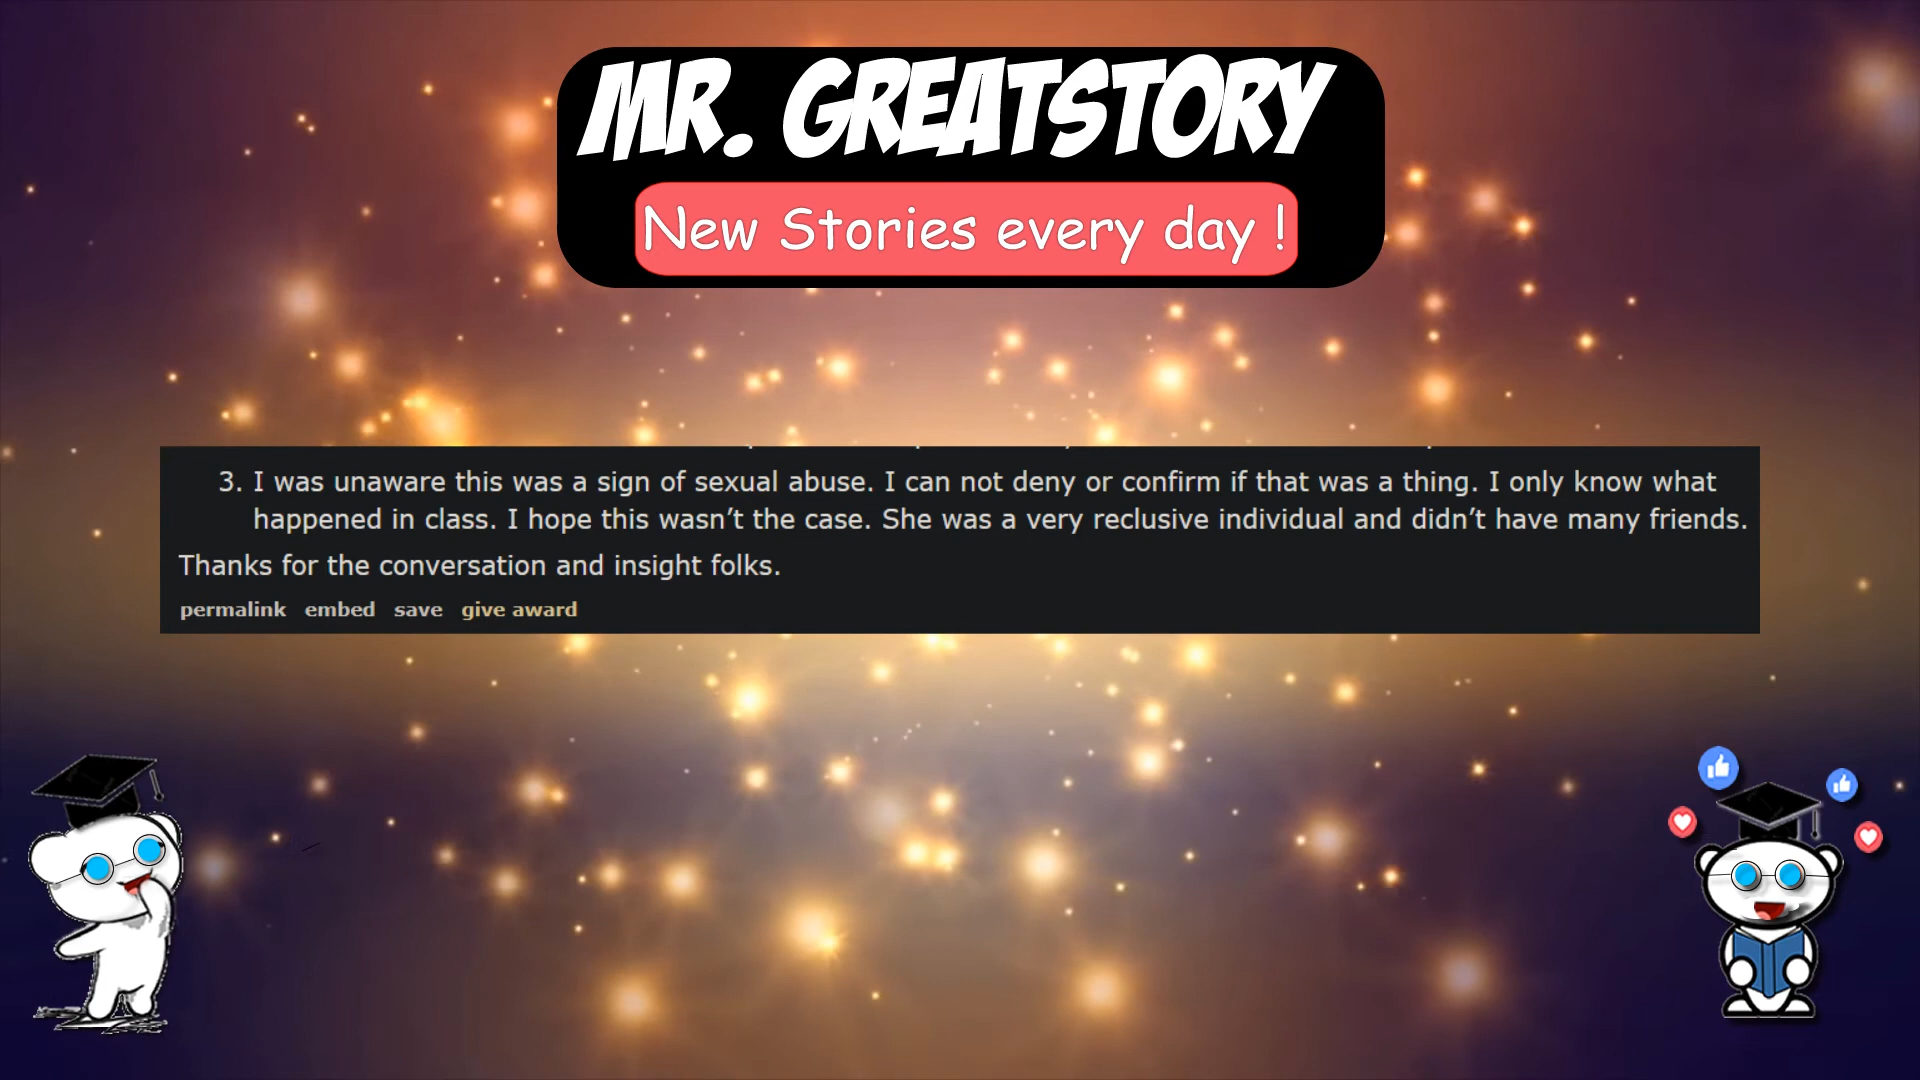 MR. GREATSTORY
New Stories every day !
3. I was unaware this was a sign of sexual abuse. I can not deny or confirm if that was a thing. I only know what
happened in class. I hope this wasn’t the case. She was a very reclusive individual and didn’t have many friends.
Thanks for the conversation and insight folks.
permalink embed save give award